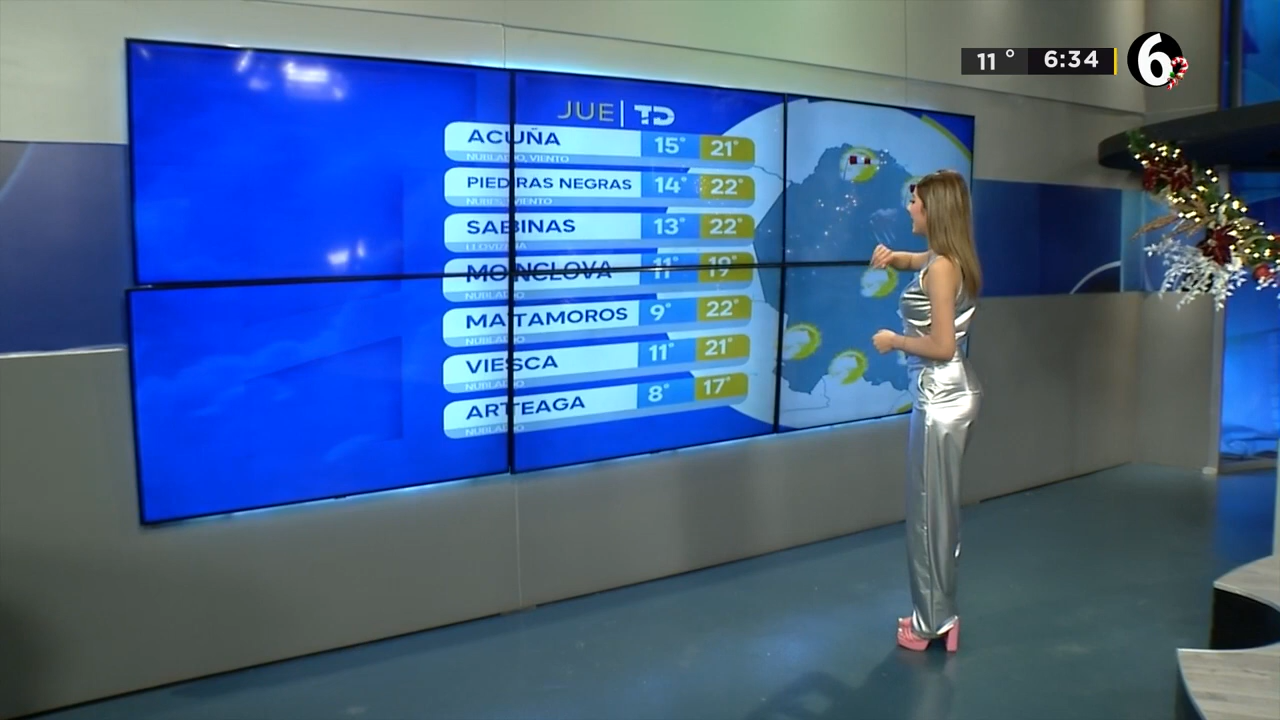 11° 6:34 6
JUE TD
ACUÑA 15° 21°
NUBLADO, VIENTO
PIEDRAS NEGRAS 14° 22°
NUBES, VIENTO
SABINAS 13° 22°
LLOVIZNA
MONCLOVA 11° 19°
NUBLADO
MATAMOROS 9° 22°
NUBLADO
VIESCA 11° 21°
NUBLADO
ARTEAGA 8° 17°
NUBLADO